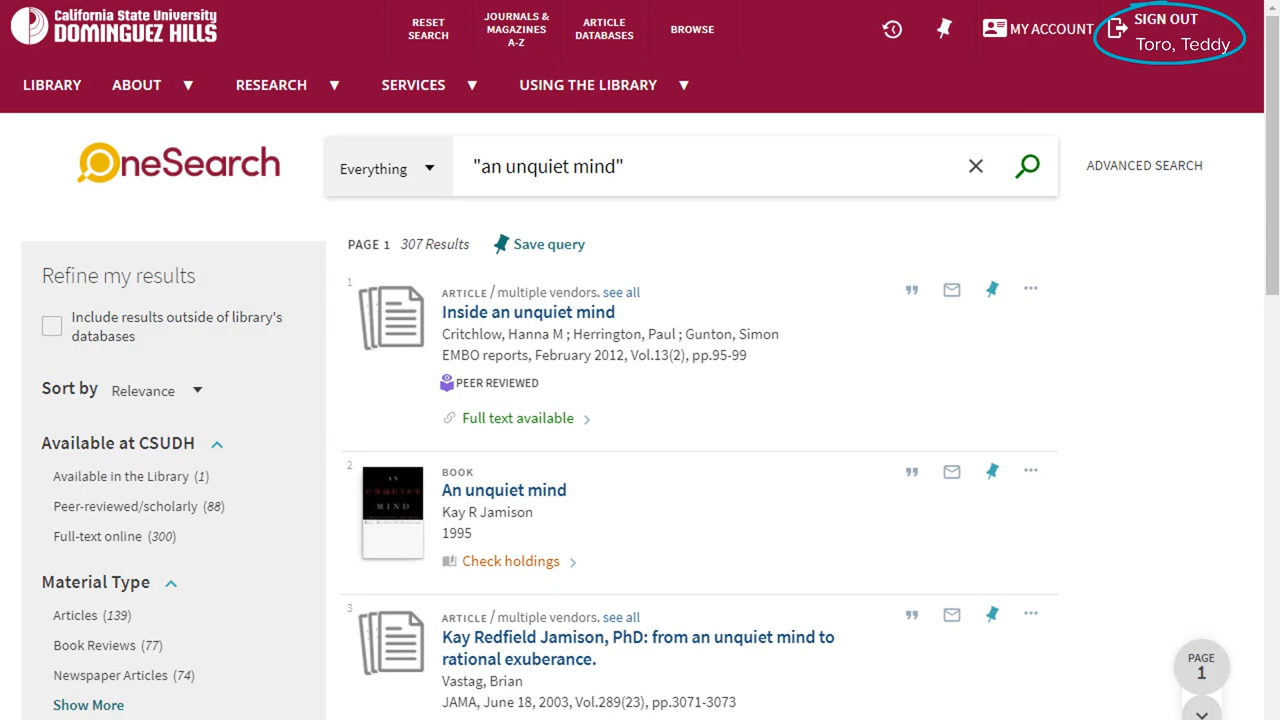 California State University
DOMINGUEZ HILLS
RESET
SEARCH
JOURNALS &
MAGAZINES
A-Z
ARTICLE
DATABASES
BROWSE
MY ACCOUNT
SIGN OUT
Toro, Teddy
LIBRARY
ABOUT
RESEARCH
SERVICES
USING THE LIBRARY
OneSearch
Everything
"an unquiet mind"
ADVANCED SEARCH
Refine my results
Include results outside of library's
databases
Sort by Relevance
Available at CSUDH
Available in the Library (1)
Peer-reviewed/scholarly (88)
Full-text online (300)
Material Type
Articles (139)
Book Reviews (77)
Newspaper Articles (74)
Show More
PAGE 1 307 Results Save query
1
ARTICLE / multiple vendors. see all
Inside an unquiet mind
Critchlow, Hanna M ; Herrington, Paul ; Gunton, Simon
EMBO reports, February 2012, Vol.13(2), pp.95-99
PEER REVIEWED
Full text available
2
AN
UNQUIET
MIND
BOOK
An unquiet mind
Kay R Jamison
1995
Check holdings
3
ARTICLE / multiple vendors. see all
Kay Redfield Jamison, PhD: from an unquiet mind to
rational exuberance.
Vastag, Brian
JAMA, June 18, 2003, Vol.289(23), pp.3071-3073
PAGE
1